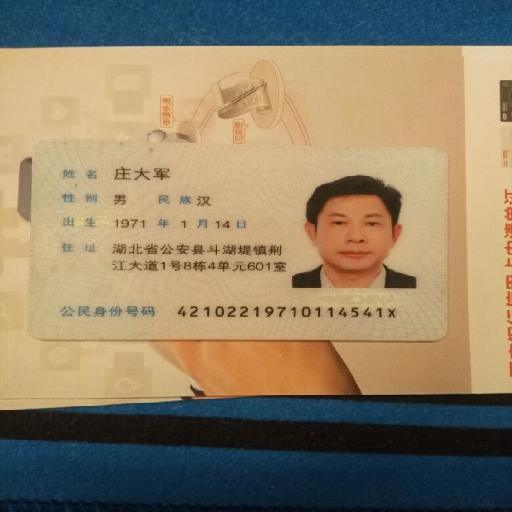 姓名 庄大军
性别 男 民族 汉
出生 1971 年 1 月 14 日
住址 湖北省公安县斗湖堤镇荆
江大道1号8栋4单元601室
公民身份号码 42102219710114541x